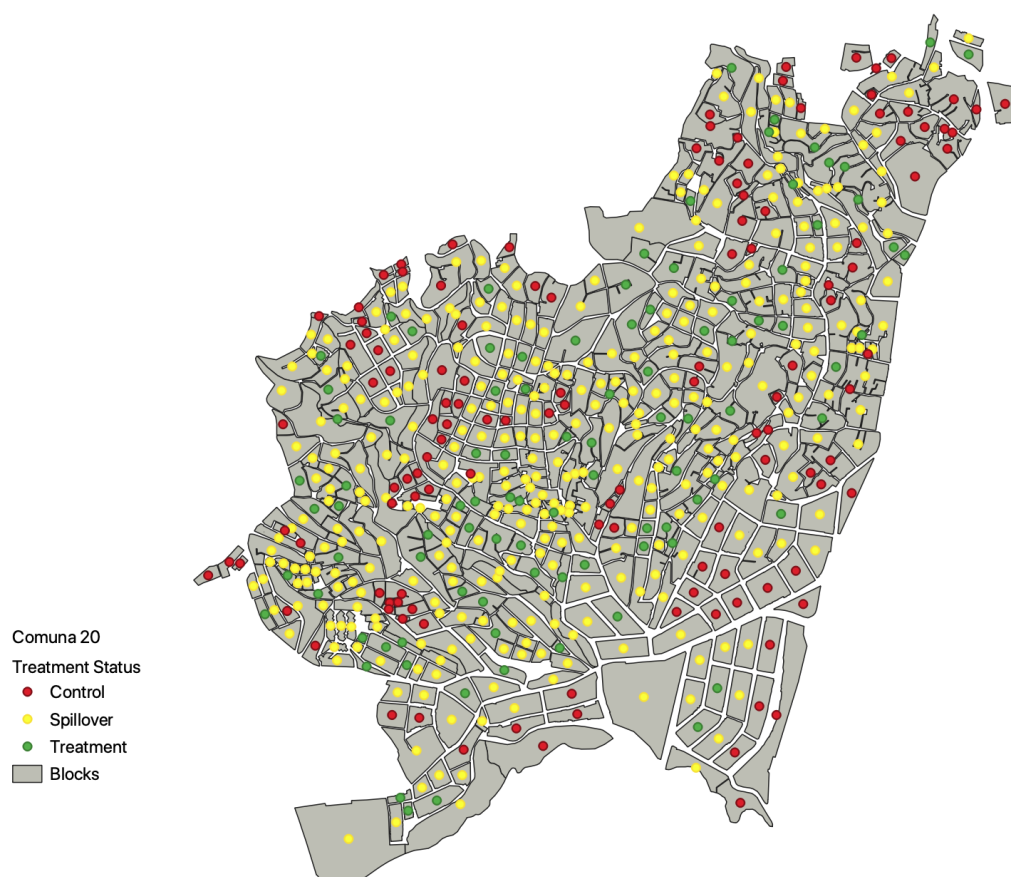 Comuna 20
Treatment Status
Control
Spillover
Treatment
Blocks